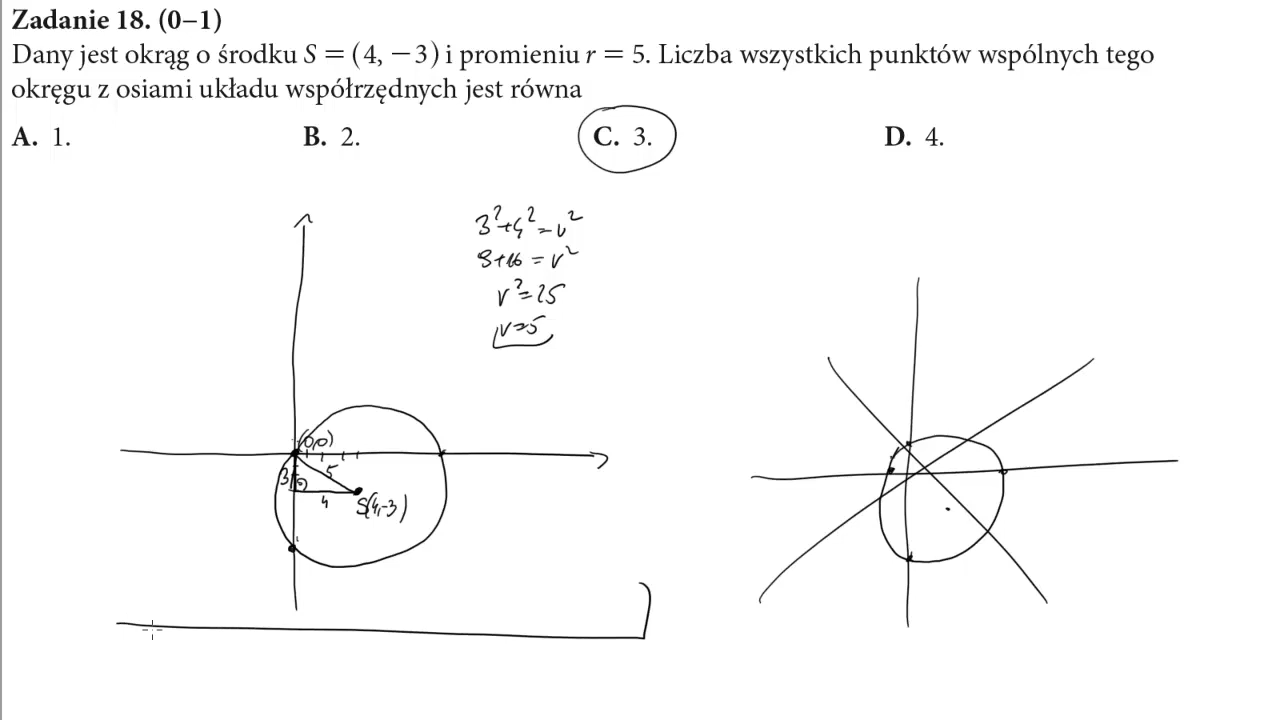 Zadanie 18. (0–1)
Dany jest okrąg o środku S = (4, −3) i promieniu r = 5. Liczba wszystkich punktów wspólnych tego
okręgu z osiami układu współrzędnych jest równa
A. 1. B. 2. C. 3. D. 4.
3² + 4² = r²
9 + 16 = r²
r² = 25
r = 5
(0,0)
5
3
4
S(4,-3)